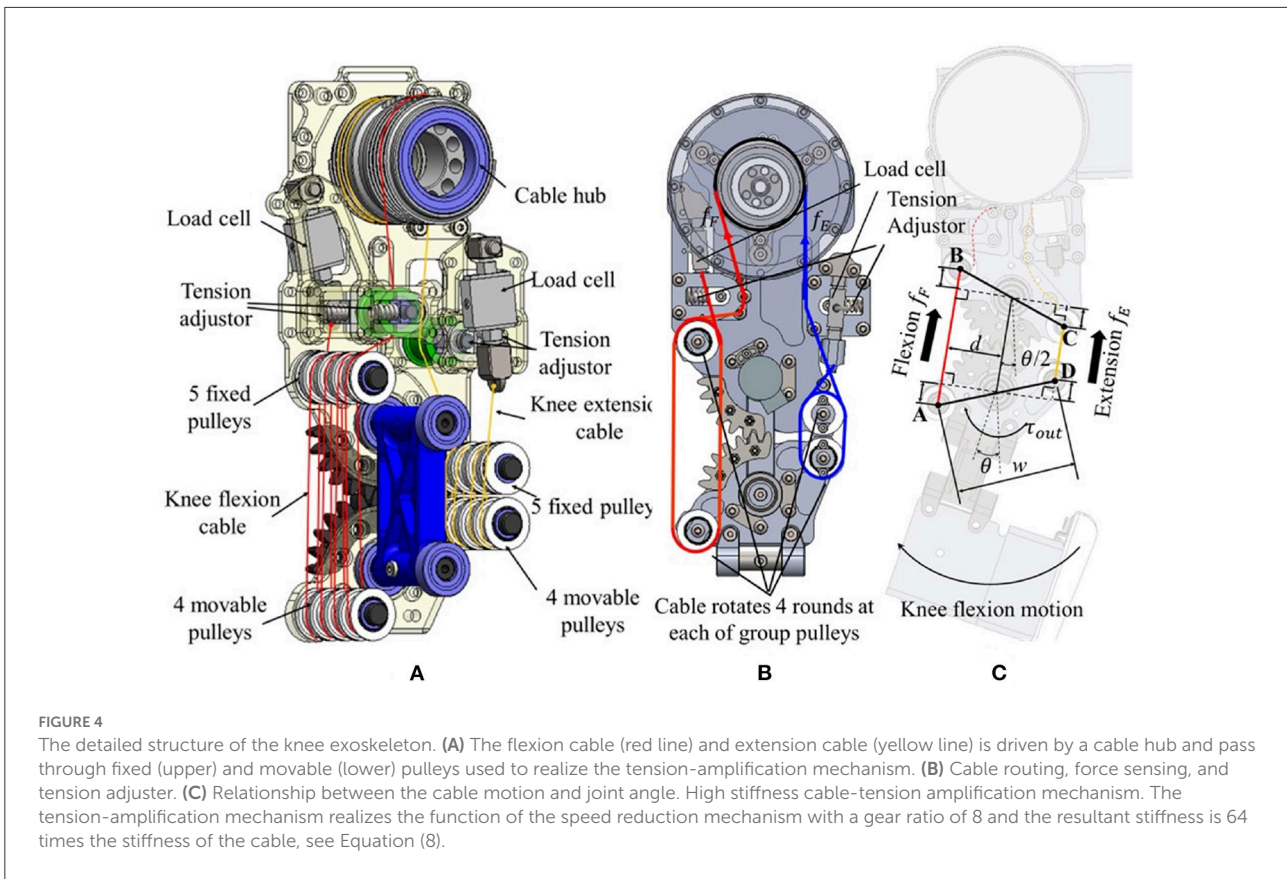 Cable hub
Load cell
Load cell
Tension
adjustor
Tension
adjustor
5 fixed
pulleys
Knee extensio
cable
Knee flexion
cable
5 fixed pulley
4 movable
pulleys
4 movable
pulleys
A
Load cell
Tension
Adjustor
f_F
f_E
Cable rotates 4 rounds at
each of group pulleys
B
B
Flexion f_F
d
θ/2
C
D
Extension f_E
A
τ_out
θ
w
Knee flexion motion
C
FIGURE 4
The detailed structure of the knee exoskeleton. (A) The flexion cable (red line) and extension cable (yellow line) is driven by a cable hub and pass
through fixed (upper) and movable (lower) pulleys used to realize the tension-amplification mechanism. (B) Cable routing, force sensing, and
tension adjuster. (C) Relationship between the cable motion and joint angle. High stiffness cable-tension amplification mechanism. The
tension-amplification mechanism realizes the function of the speed reduction mechanism with a gear ratio of 8 and the resultant stiffness is 64
times the stiffness of the cable, see Equation (8).